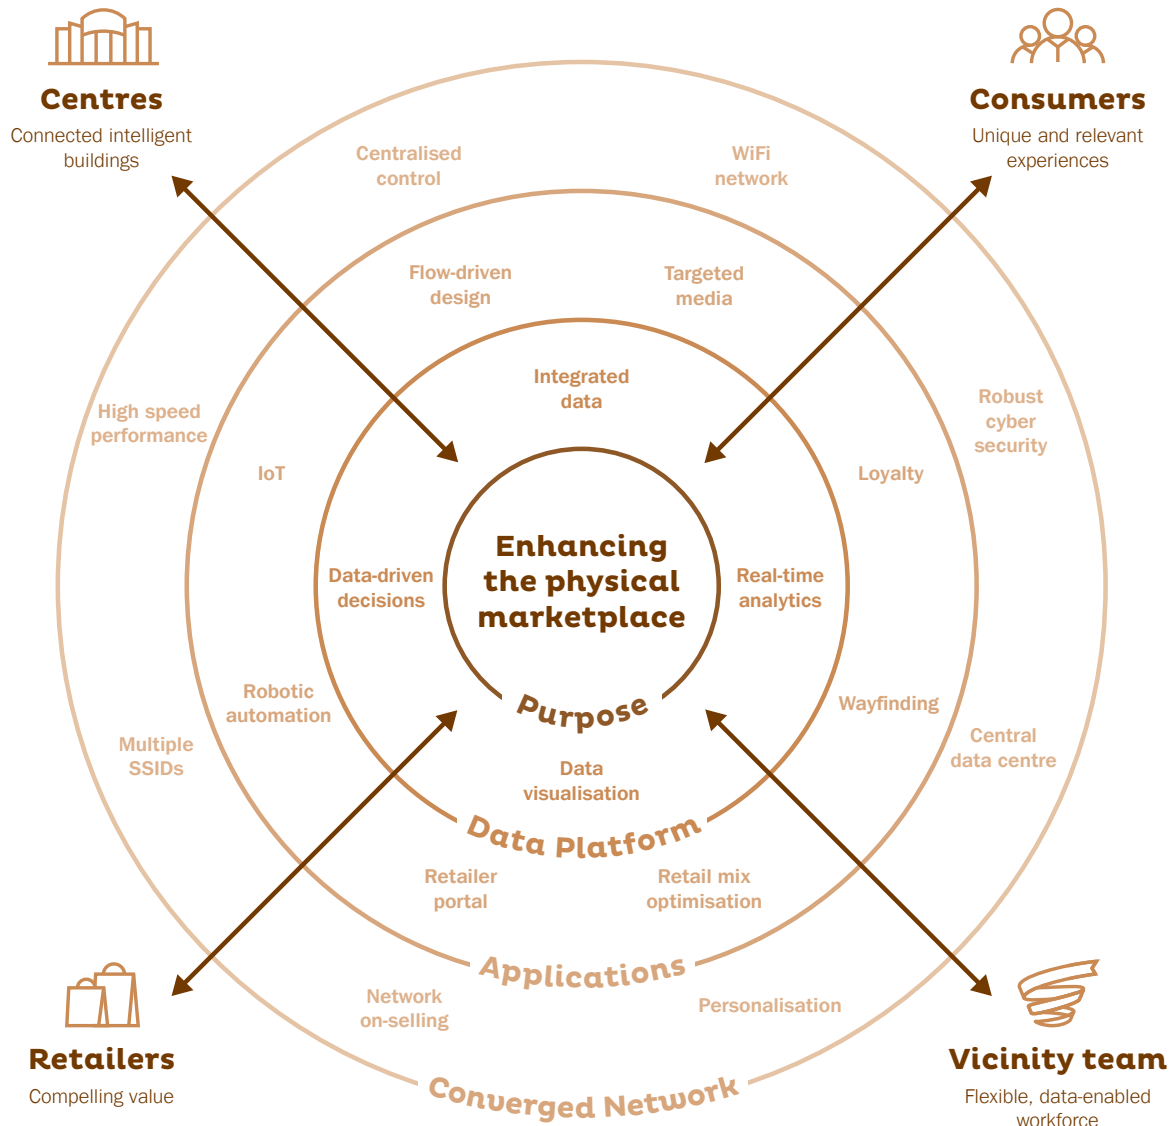 Centres
Connected intelligent
buildings
Consumers
Unique and relevant
experiences
Centralised
control
WiFi
network
Flow-driven
design
Targeted
media
Integrated
data
High speed
performance
Robust
cyber
security
IoT
Loyalty
Enhancing
the physical
marketplace
Data-driven
decisions
Real-time
analytics
Purpose
Robotic
automation
Wayfinding
Multiple
SSIDs
Central
data centre
Data
visualisation
Data Platform
Retailer
portal
Retail mix
optimisation
Applications
Network
on-selling
Personalisation
Converged Network
Retailers
Compelling value
Vicinity team
Flexible, data-enabled
workforce